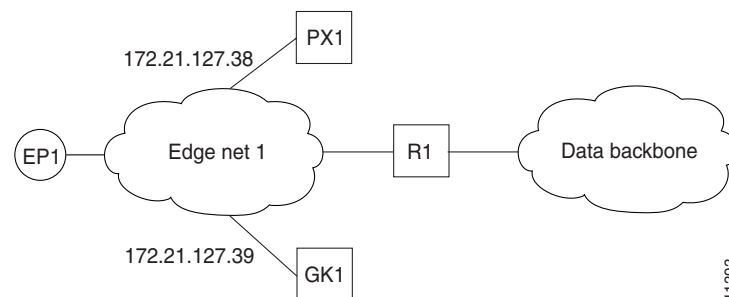 PX1
172.21.127.38
EP1
Edge net 1
R1
Data backbone
172.21.127.39
GK1